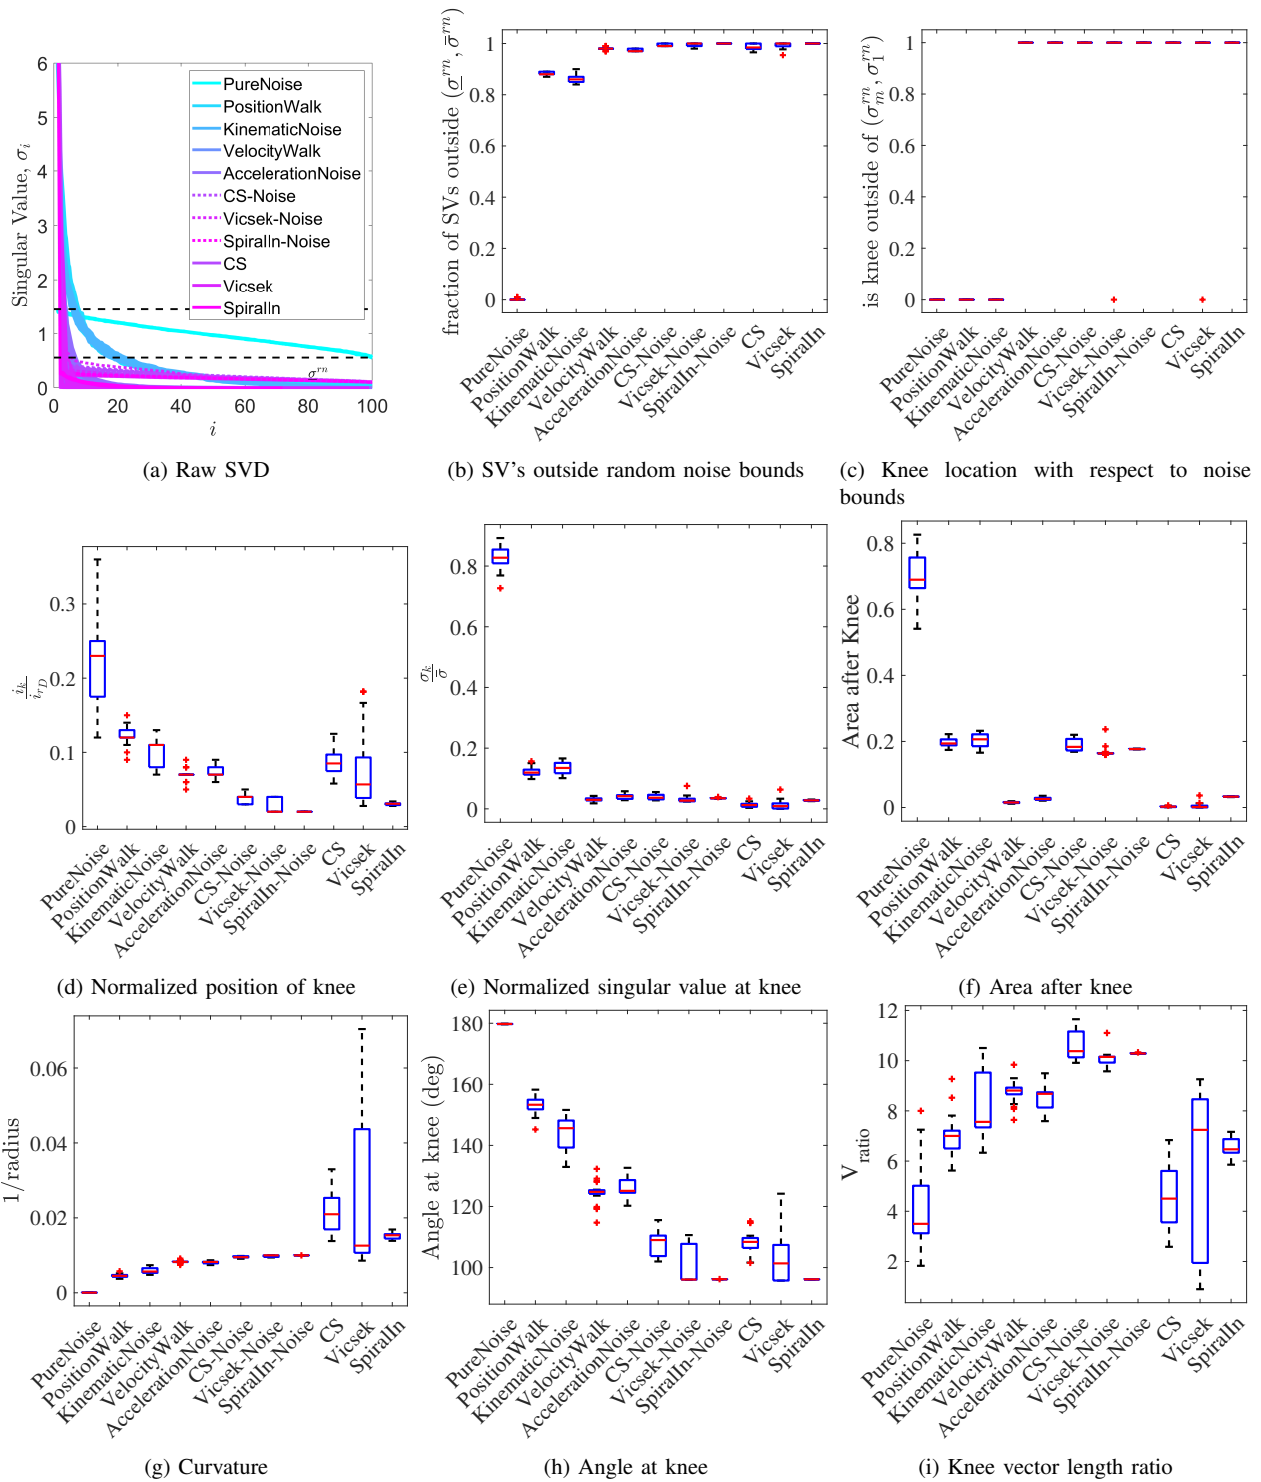 6
5
4
3
2
1
0
0 20 40 60 80 100
Singular Value, σ_i
i
PureNoise
PositionWalk
KinematicNoise
VelocityWalk
AccelerationNoise
CS-Noise
Vicsek-Noise
SpiralIn-Noise
CS
Vicsek
SpiralIn
σ^{rn}
(a) Raw SVD
fraction of SVs outside (σ̲^{rn}, σ̄^{rn})
1
0.8
0.6
0.4
0.2
0
PureNoise
PositionWalk
KinematicNoise
VelocityWalk
AccelerationNoise
CS-Noise
Vicsek-Noise
SpiralIn-Noise
CS
Vicsek
SpiralIn
(b) SV's outside random noise bounds
is knee outside of (σ_m^{rn}, σ_1^{rn})
1
0.8
0.6
0.4
0.2
0
PureNoise
PositionWalk
KinematicNoise
VelocityWalk
AccelerationNoise
CS-Noise
Vicsek-Noise
SpiralIn-Noise
CS
Vicsek
SpiralIn
(c) Knee location with respect to noise
bounds
i_k / i_{r_D}
0.3
0.2
0.1
0
PureNoise
PositionWalk
KinematicNoise
VelocityWalk
AccelerationNoise
CS-Noise
Vicsek-Noise
SpiralIn-Noise
CS
Vicsek
SpiralIn
(d) Normalized position of knee
σ_k / σ̄
0.8
0.6
0.4
0.2
0
PureNoise
PositionWalk
KinematicNoise
VelocityWalk
AccelerationNoise
CS-Noise
Vicsek-Noise
SpiralIn-Noise
CS
Vicsek
SpiralIn
(e) Normalized singular value at knee
Area after Knee
0.8
0.6
0.4
0.2
0
PureNoise
PositionWalk
KinematicNoise
VelocityWalk
AccelerationNoise
CS-Noise
Vicsek-Noise
SpiralIn-Noise
CS
Vicsek
SpiralIn
(f) Area after knee
1/radius
0.06
0.04
0.02
0
PureNoise
PositionWalk
KinematicNoise
VelocityWalk
AccelerationNoise
CS-Noise
Vicsek-Noise
SpiralIn-Noise
CS
Vicsek
SpiralIn
(g) Curvature
Angle at knee (deg)
180
160
140
120
100
PureNoise
PositionWalk
KinematicNoise
VelocityWalk
AccelerationNoise
CS-Noise
Vicsek-Noise
SpiralIn-Noise
CS
Vicsek
SpiralIn
(h) Angle at knee
V_ratio
12
10
8
6
4
2
PureNoise
PositionWalk
KinematicNoise
VelocityWalk
AccelerationNoise
CS-Noise
Vicsek-Noise
SpiralIn-Noise
CS
Vicsek
SpiralIn
(i) Knee vector length ratio